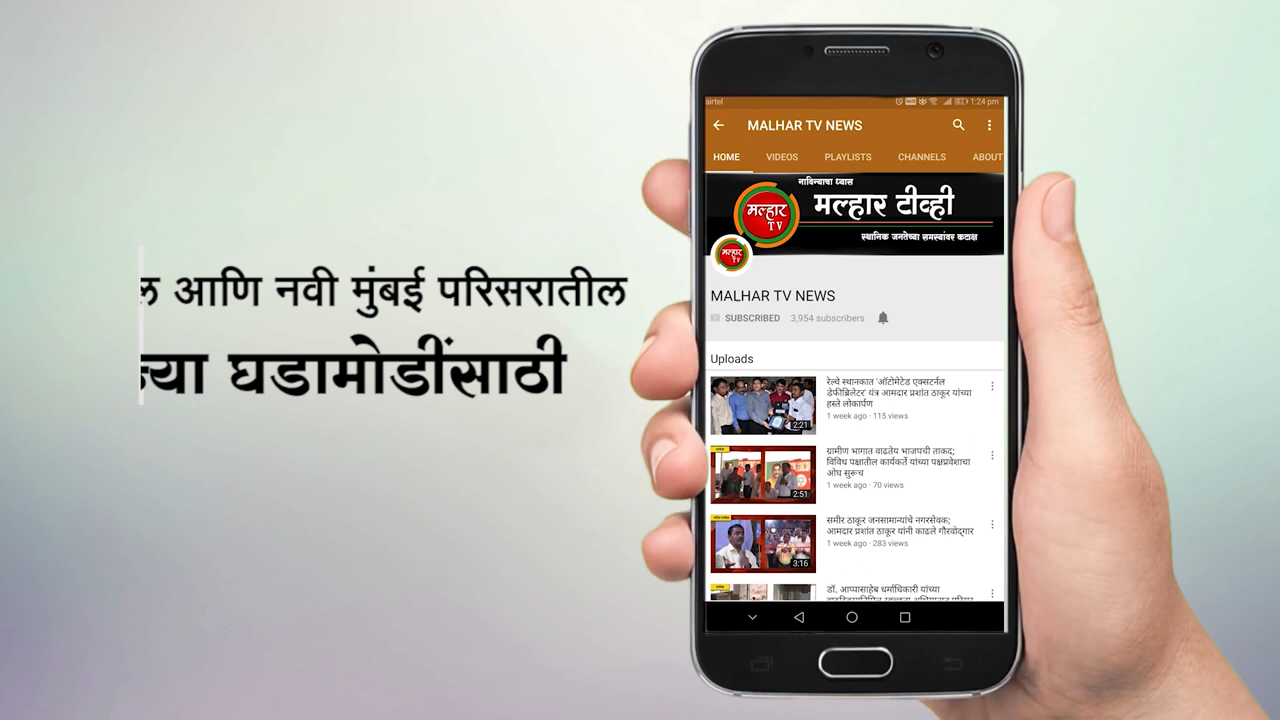 आणि नवी मुंबई परिसरातील
घडामोडींसाठी
airtel
1:24 pm
MALHAR TV NEWS
HOME VIDEOS PLAYLISTS CHANNELS ABOUT
नाविन्याचा ध्यास
मल्हार टीव्ही
स्थानिक जनतेच्या समस्यांवर कटाक्ष
मल्हार
TV
मल्हार
TV
MALHAR TV NEWS
SUBSCRIBED 3,954 subscribers
Uploads
रेल्वे स्थानकात 'ऑटोमेटेड एक्सटर्नल
डेफीब्रिलेटर' यंत्र आमदार प्रशांत ठाकूर यांच्या
हस्ते लोकार्पण
1 week ago · 115 views
2:21
ग्रामीण भागात वाढतेय भाजपची ताकद;
विविध पक्षातील कार्यकर्ते यांच्या पक्षप्रवेशाचा
ओघ सुरूच
1 week ago · 70 views
2:51
समीर ठाकूर जनसामान्यांचे नगरसेवक;
आमदार प्रशांत ठाकूर यांनी काढले गौरवोद्गार
1 week ago · 283 views
3:16
डॉ. आप्पासाहेब धर्माधिकारी यांच्या